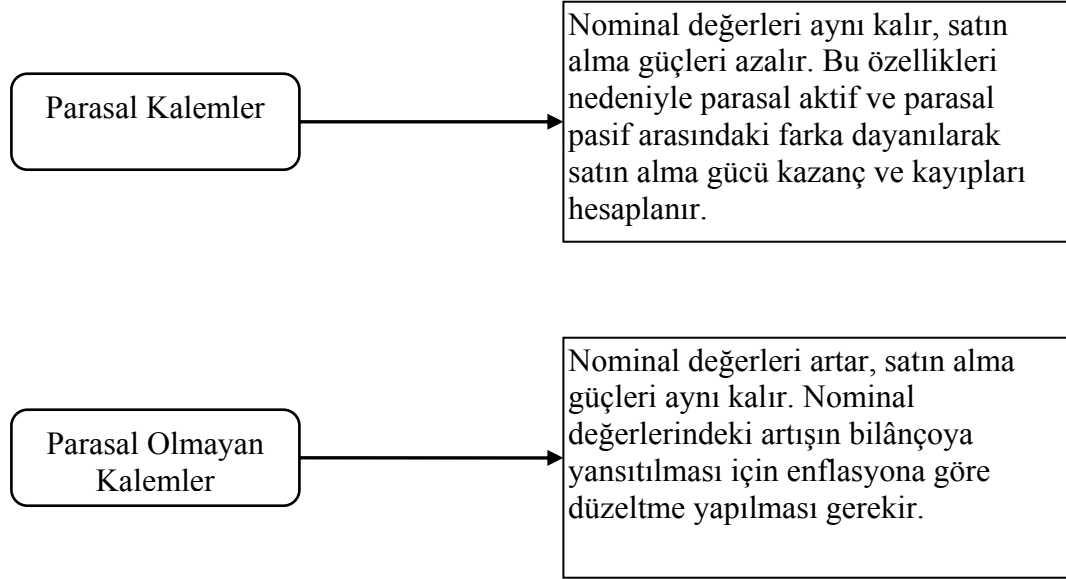 Parasal Kalemler
Nominal değerleri aynı kalır, satın
alma güçleri azalır. Bu özellikleri
nedeniyle parasal aktif ve parasal
pasif arasındaki farka dayanılarak
satın alma gücü kazanç ve kayıpları
hesaplanır.
Parasal Olmayan
Kalemler
Nominal değerleri artar, satın alma
güçleri aynı kalır. Nominal
değerlerindeki artışın bilânçoya
yansıtılması için enflasyona göre
düzeltme yapılması gerekir.